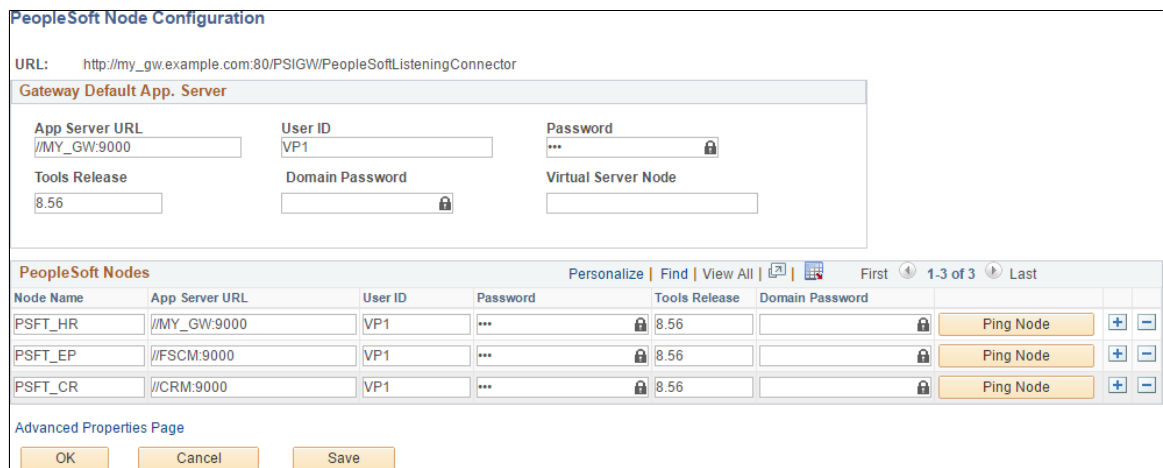 PeopleSoft Node Configuration
URL: http://my_gw.example.com:80/PSIGW/PeopleSoftListeningConnector
Gateway Default App. Server
App Server URL User ID Password
//MY_GW:9000 VP1 •••
Tools Release Domain Password Virtual Server Node
8.56
PeopleSoft Nodes Personalize | Find | View All | | First 1-3 of 3 Last
Node Name App Server URL User ID Password Tools Release Domain Password
PSFT_HR //MY_GW:9000 VP1 ••• 8.56 Ping Node + −
PSFT_EP //FSCM:9000 VP1 ••• 8.56 Ping Node + −
PSFT_CR //CRM:9000 VP1 ••• 8.56 Ping Node + −
Advanced Properties Page
OK Cancel Save